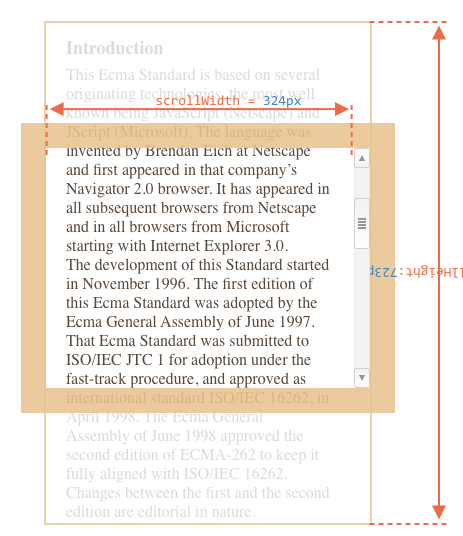 Introduction
This Ecma Standard is based on several
originating technologies, the most well
scrollWidth = 324px
known being JavaScript (Netscape) and
JScript (Microsoft). The language was
invented by Brendan Eich at Netscape
and first appeared in that company's
Navigator 2.0 browser. It has appeared in
all subsequent browsers from Netscape
and in all browsers from Microsoft
starting with Internet Explorer 3.0.
The development of this Standard started
in November 1996. The first edition of
this Ecma Standard was adopted by the
Ecma General Assembly of June 1997.
That Ecma Standard was submitted to
ISO/IEC JTC 1 for adoption under the
fast-track procedure, and approved as
international standard ISO/IEC 16262, in
April 1998. The Ecma General
Assembly of June 1998 approved the
second edition of ECMA-262 to keep it
fully aligned with ISO/IEC 16262.
Changes between the first and the second
edition are editorial in nature.
llHeight:723p